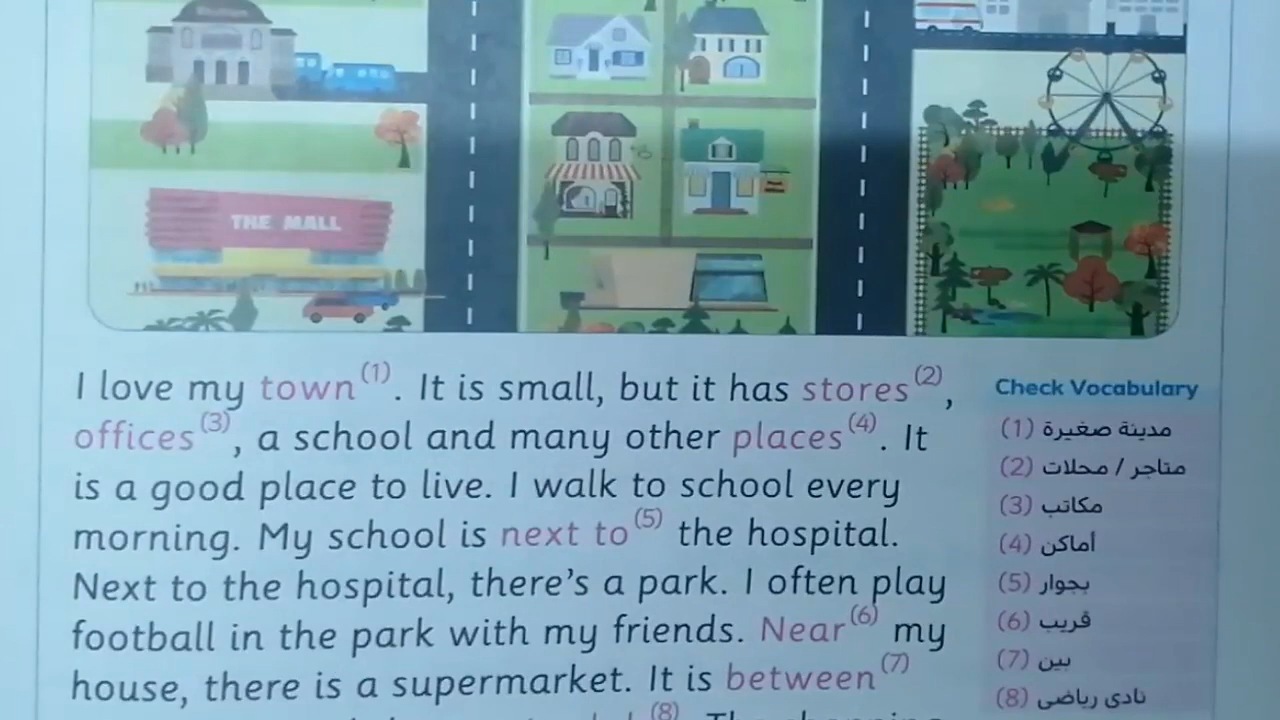 THE MALL
I love my town(1). It is small, but it has stores(2),
offices(3), a school and many other places(4). It
is a good place to live. I walk to school every
morning. My school is next to(5) the hospital.
Next to the hospital, there's a park. I often play
football in the park with my friends. Near(6) my
house, there is a supermarket. It is between(7)
(8)
Check Vocabulary
(1) مدينة صغيرة
(2) متاجر / محلات
(3) مكاتب
(4) أماكن
(5) بجوار
(6) قريب
(7) بين
(8) نادى رياضى